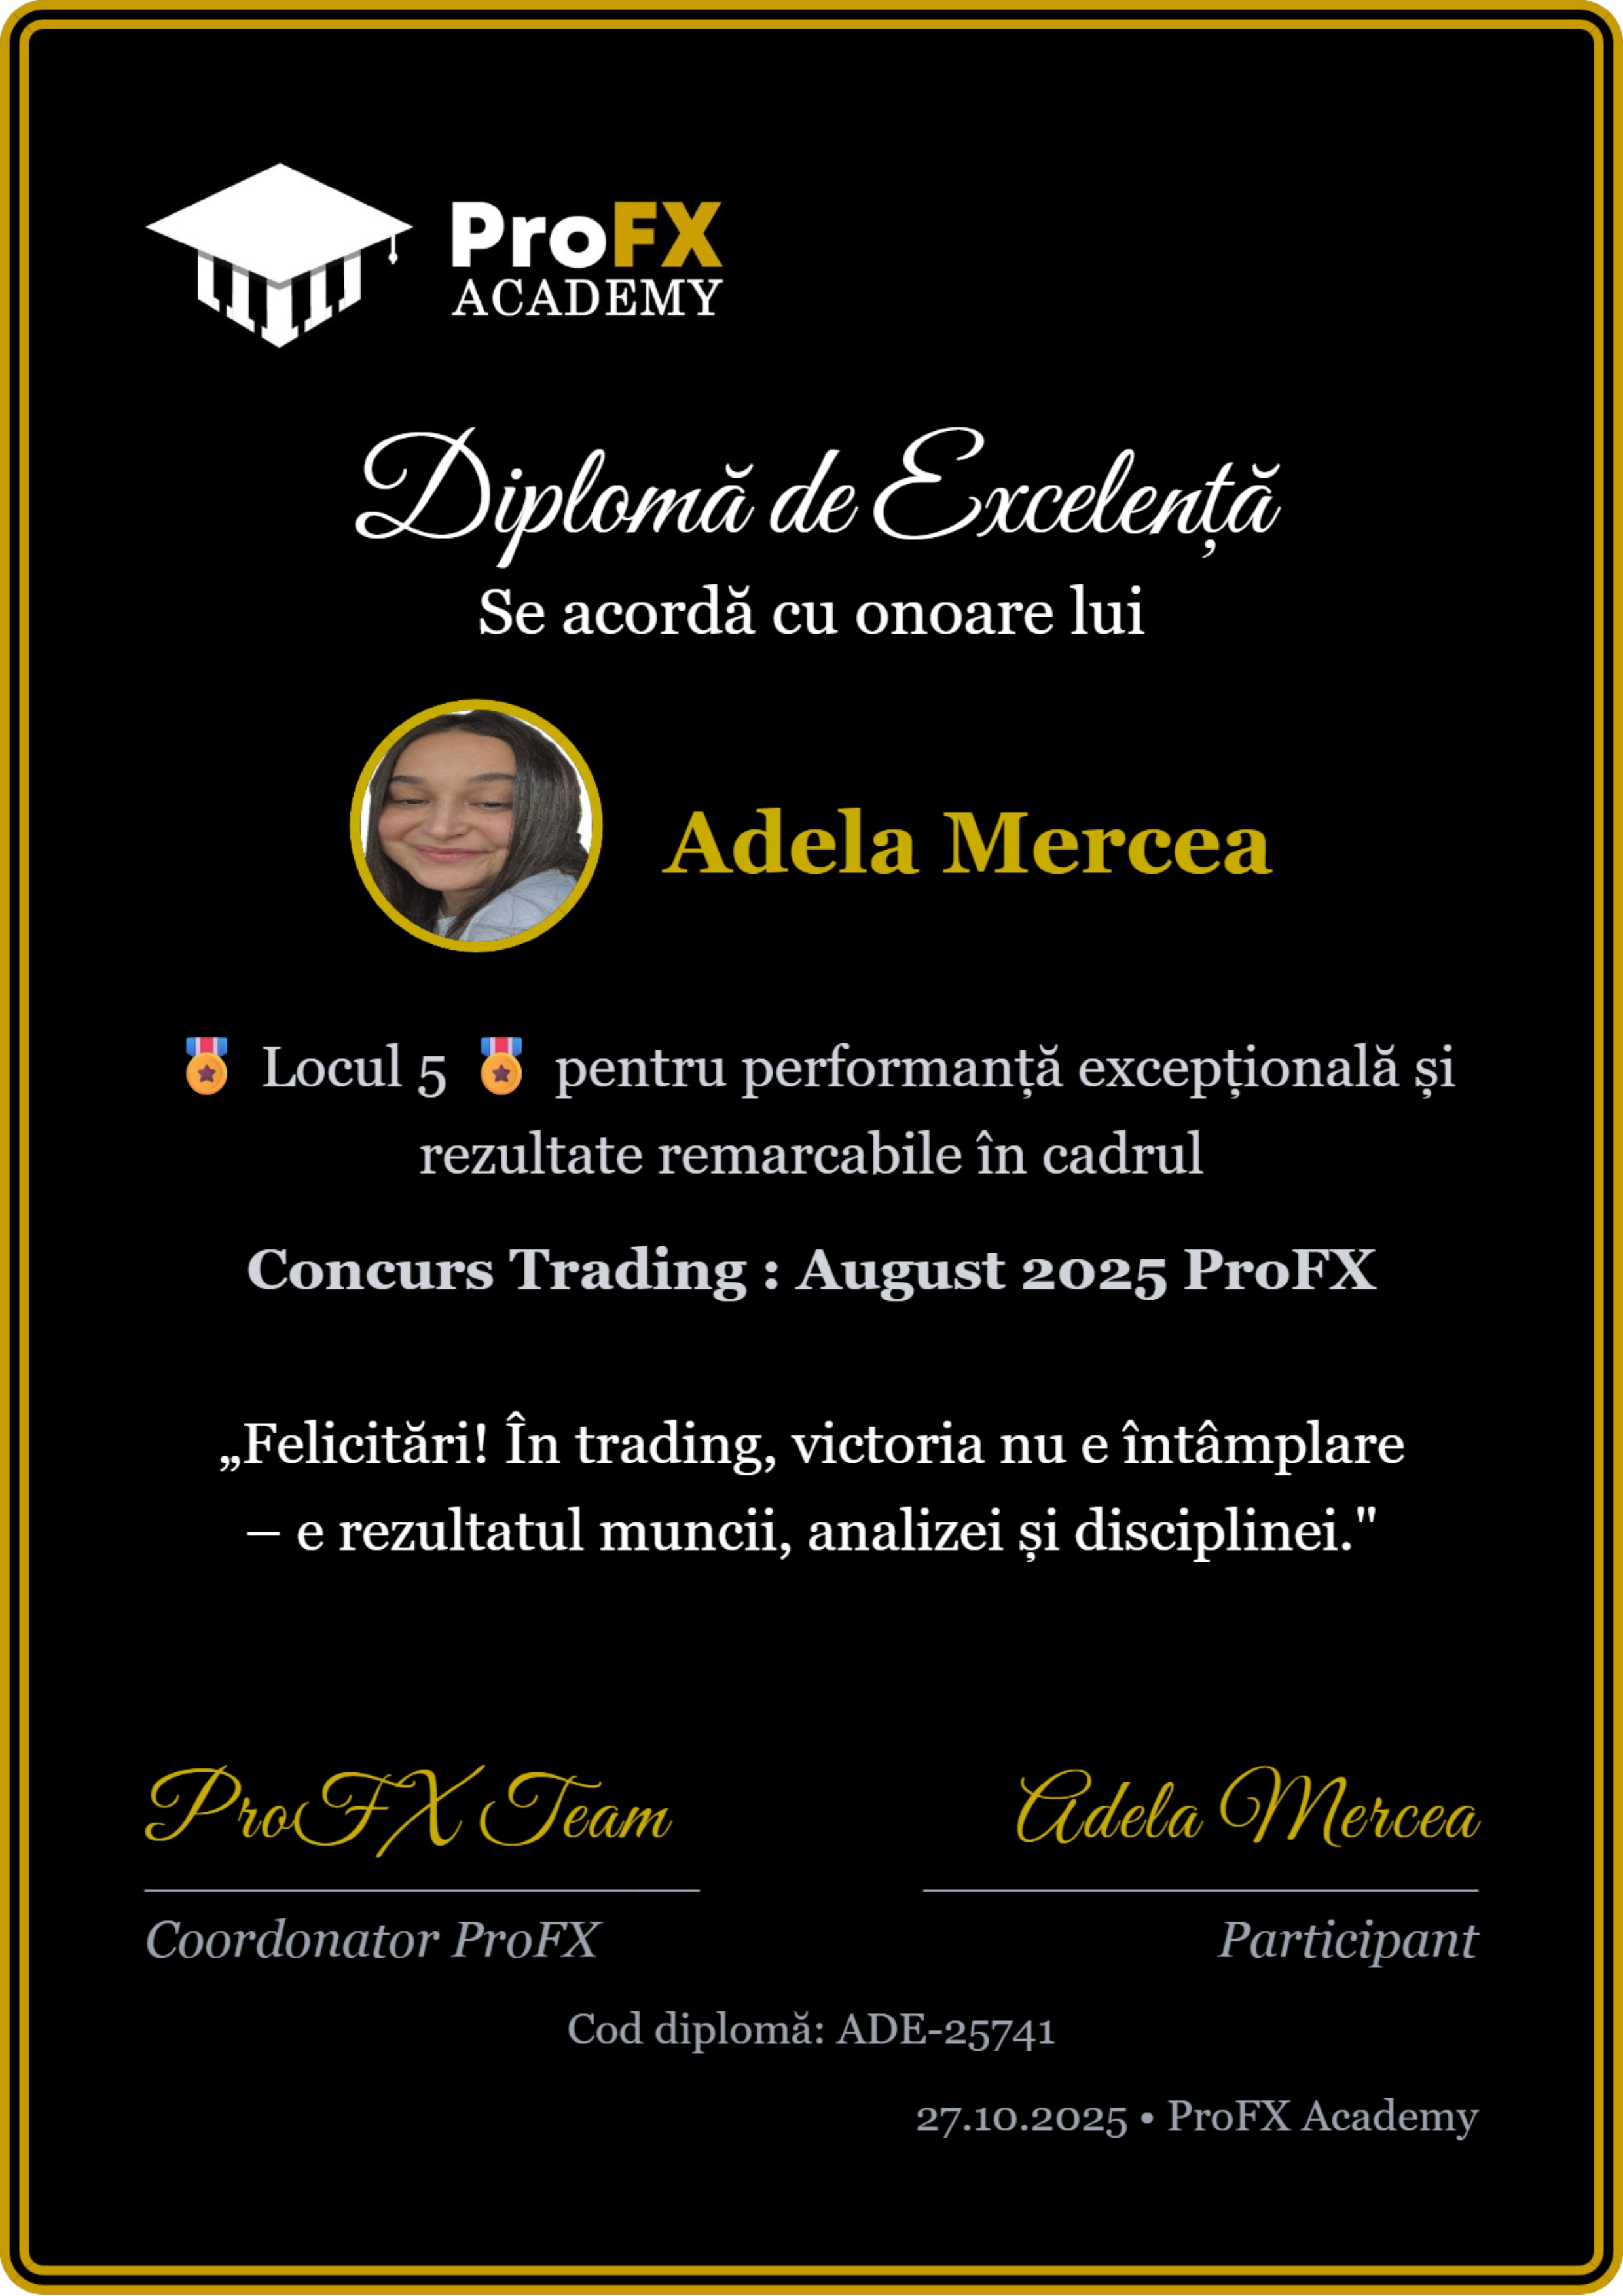 ProFX
ACADEMY
Diplomă de Excelență
Se acordă cu onoare lui
Adela Mercea
🏅 Locul 5 🏅 pentru performanță excepțională și
rezultate remarcabile în cadrul
Concurs Trading : August 2025 ProFX
„Felicitări! În trading, victoria nu e întâmplare
– e rezultatul muncii, analizei și disciplinei."
ProFX Team
Adela Mercea
Coordonator ProFX
Participant
Cod diplomă: ADE-25741
27.10.2025 • ProFX Academy